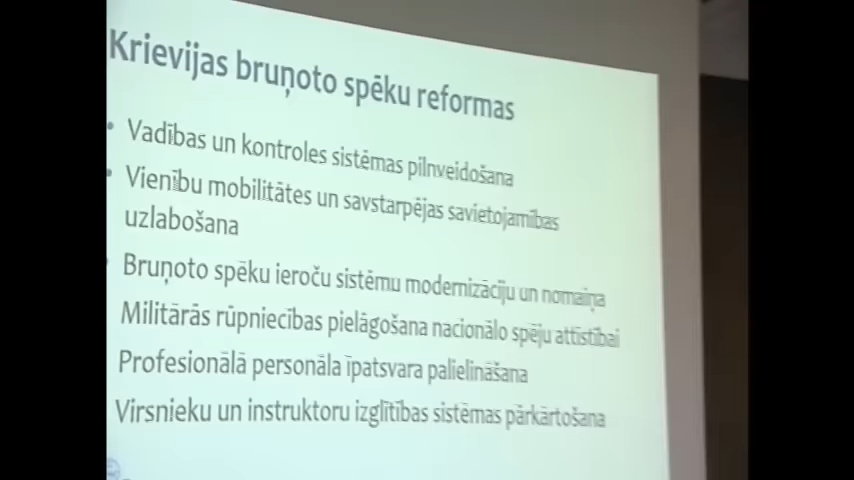 Krievijas bruņoto spēku reformas
• Vadības un kontroles sistēmas pilnveidošana
• Vienību mobilitātes un savstarpējas savietojamības
uzlabošana
• Bruņoto spēku ieroču sistēmu modernizāciju un nomaiņa
Militārās rūpniecības pielāgošana nacionālo spēju attīstībai
Profesionālā personāla īpatsvara palielināšana
Virsnieku un instruktoru izglītības sistēmas pārkārtošana